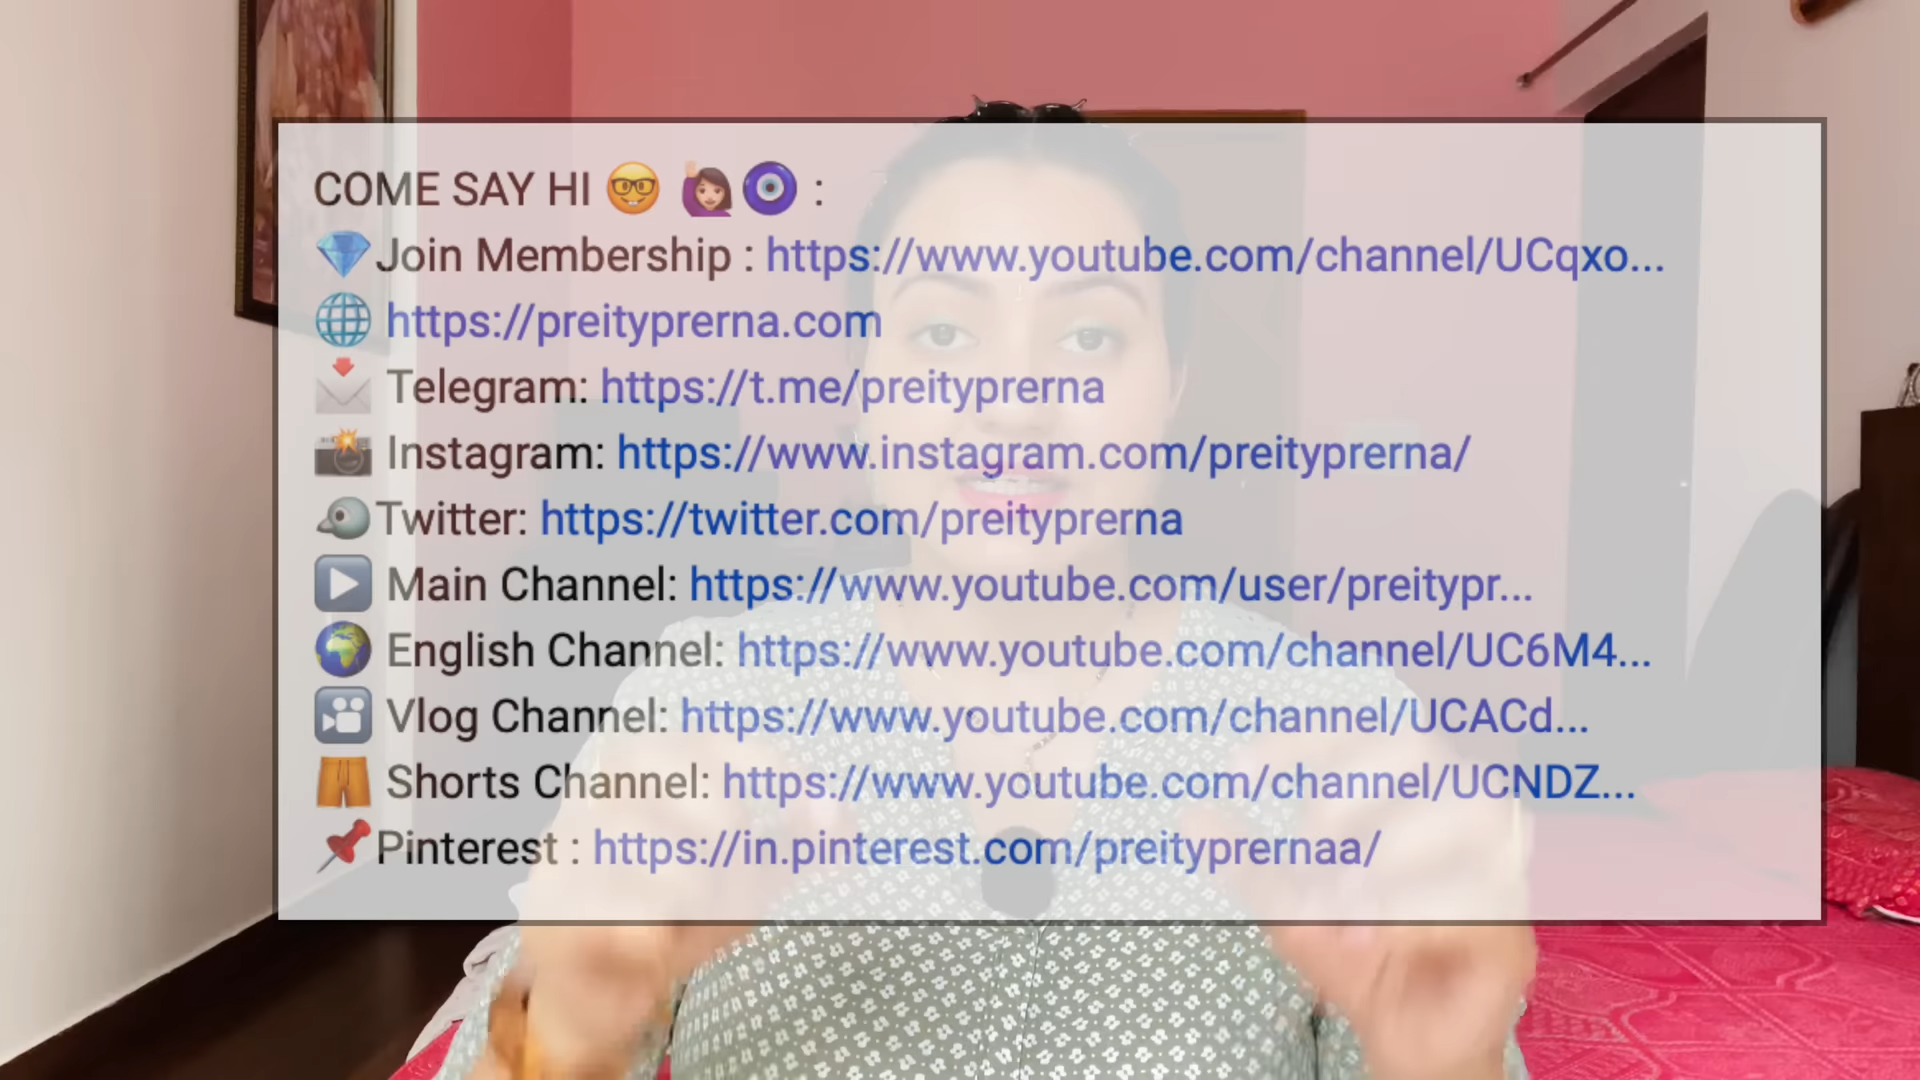 COME SAY HI 🤓 🙋🏽‍♀️🧿 :
💎Join Membership : https://www.youtube.com/channel/UCqxo...
🌐 https://preityprerna.com
📩 Telegram: https://t.me/preityprerna
📸 Instagram: https://www.instagram.com/preityprerna/
🐦Twitter: https://twitter.com/preityprerna
▶️ Main Channel: https://www.youtube.com/user/preitypr...
🌍 English Channel: https://www.youtube.com/channel/UC6M4...
🎦 Vlog Channel: https://www.youtube.com/channel/UCACd...
🩳 Shorts Channel: https://www.youtube.com/channel/UCNDZ...
📌Pinterest : https://in.pinterest.com/preityprernaa/